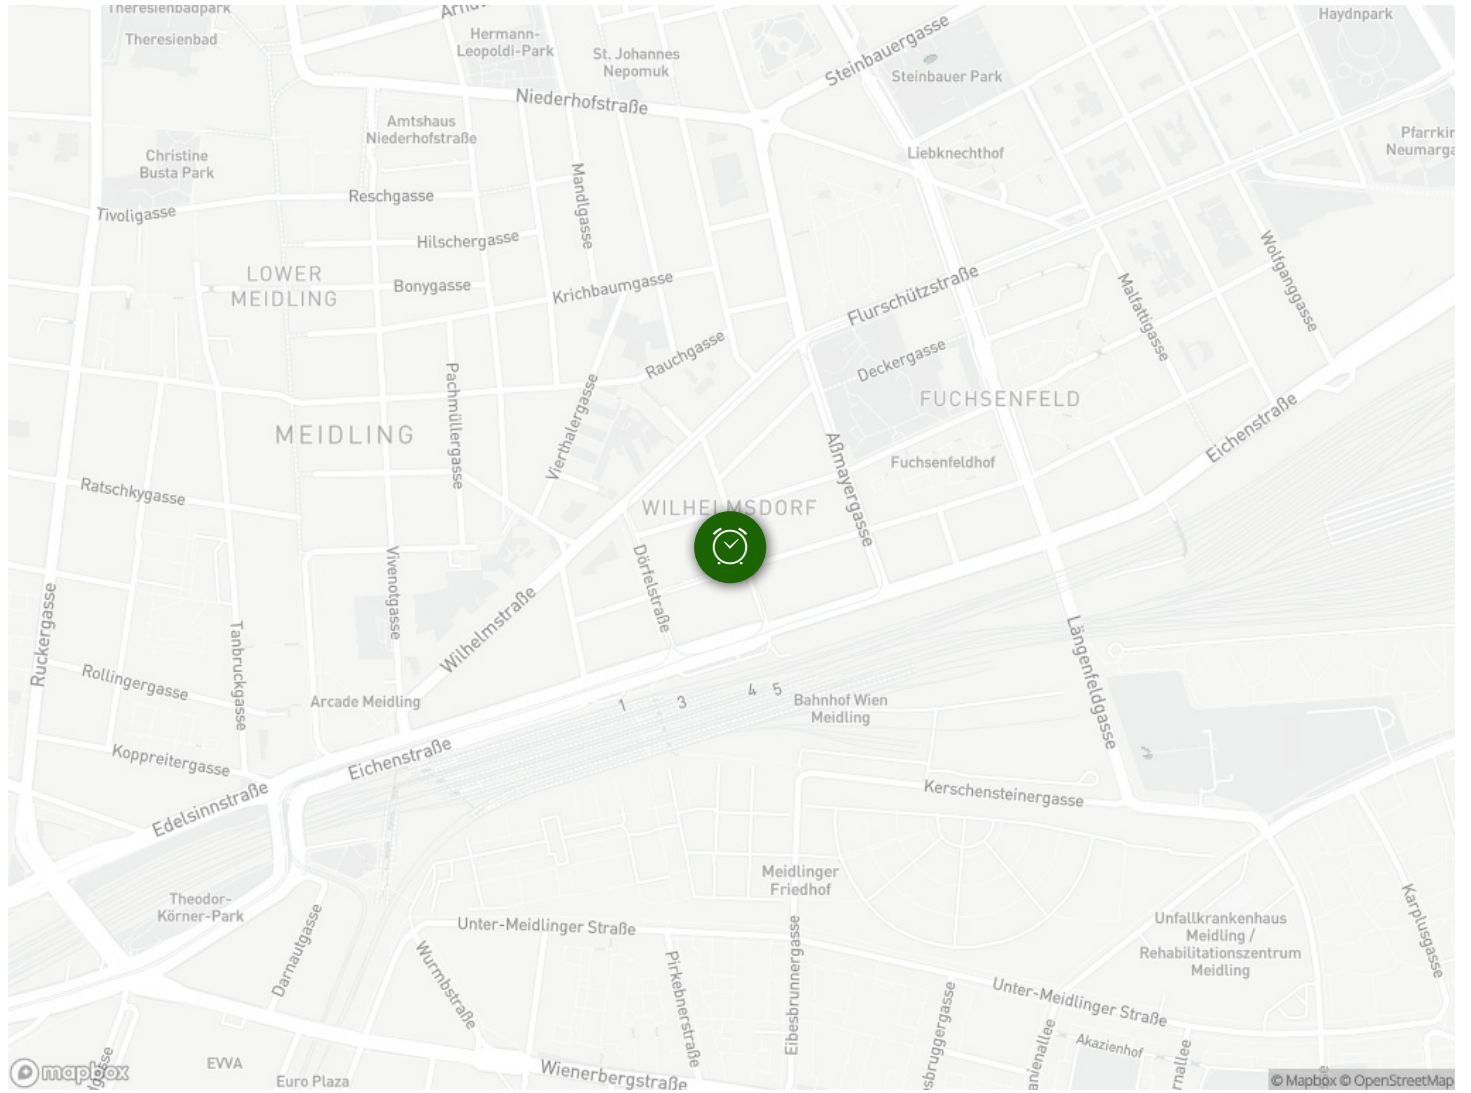 Theresienbadpark
Theresienbad
Hermann-
Leopoldi-Park
St. Johannes
Nepomuk
Steinbauergasse
Steinbauer Park
Haydnpark
Niederhofstraße
Amtshaus
Niederhofstraße
Christine
Busta Park
Liebknechthof
Reschgasse
Mandlgasse
Tivoligasse
Hilschergasse
LOWER
MEIDLING
Bonygasse
Krichbaumgasse
Flurschützstraße
Malfattigasse
Wolfganggasse
Rauchgasse
Deckergasse
Pachmüllergasse
Vierthalergasse
FUCHSENFELD
MEIDLING
Aßmayergasse
Eichenstraße
Fuchsenfeldhof
Ratschkygasse
WILHELMSDORF
Vivenotgasse
Dörfelstraße
Ruckergasse
Wilhelmstraße
Tanbruckgasse
Längenfeldgasse
Rollingergasse
Arcade Meidling
1
3
4
5
Bahnhof Wien
Meidling
Koppreitergasse
Eichenstraße
Edelsinnstraße
Kerschensteinergasse
Meidlinger
Friedhof
Theodor-
Körner-Park
Darnautgasse
Unter-Meidlinger Straße
Wurmbstraße
Pirkebnerstraße
Eibesbrunnergasse
Unfallkrankenhaus
Meidling /
Rehabilitationszentrum
Meidling
Karplusgasse
Unter-Meidlinger Straße
Akazienhof
EVVA
Euro Plaza
Wienerbergstraße
mapbox
© Mapbox © OpenStreetMap